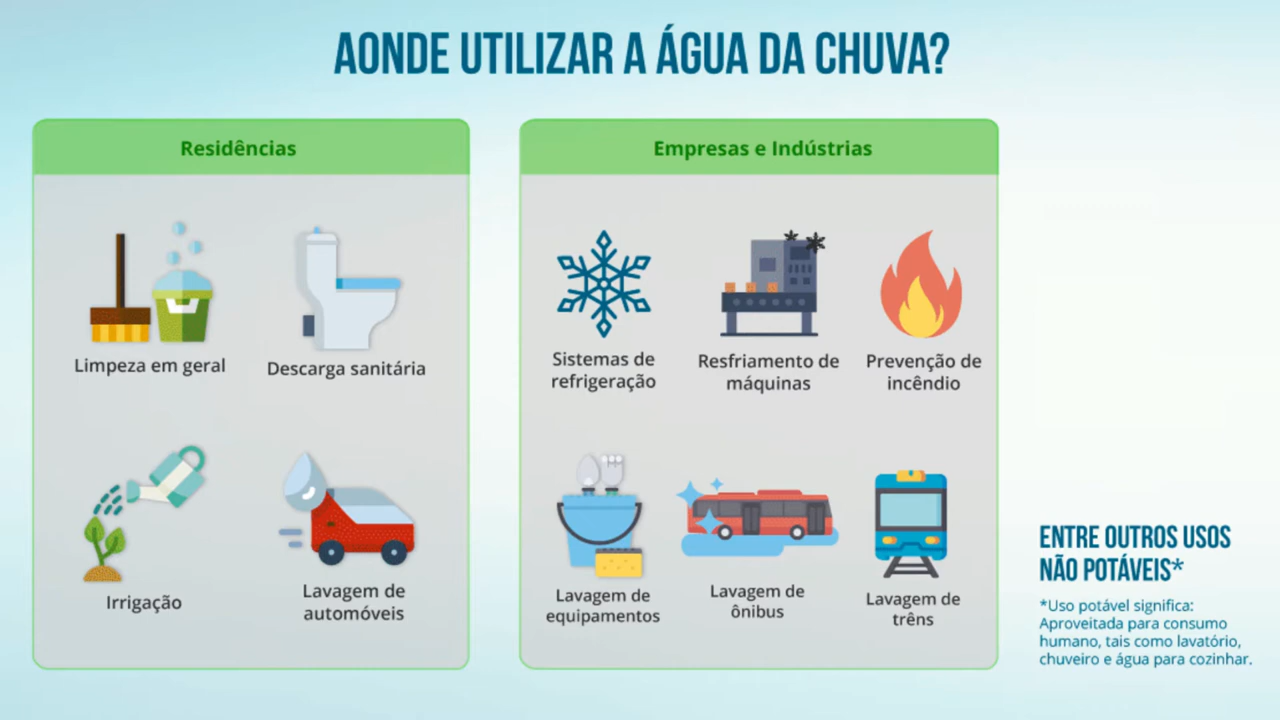 AONDE UTILIZAR A ÁGUA DA CHUVA?
Residências
Limpeza em geral
Descarga sanitária
Irrigação
Lavagem de
automóveis
Empresas e Indústrias
Sistemas de
refrigeração
Resfriamento de
máquinas
Prevenção de
incêndio
Lavagem de
equipamentos
Lavagem de
ônibus
Lavagem de
trêns
ENTRE OUTROS USOS
NÃO POTÁVEIS*
*Uso potável significa:
Aproveitada para consumo
humano, tais como lavatório,
chuveiro e água para cozinhar.